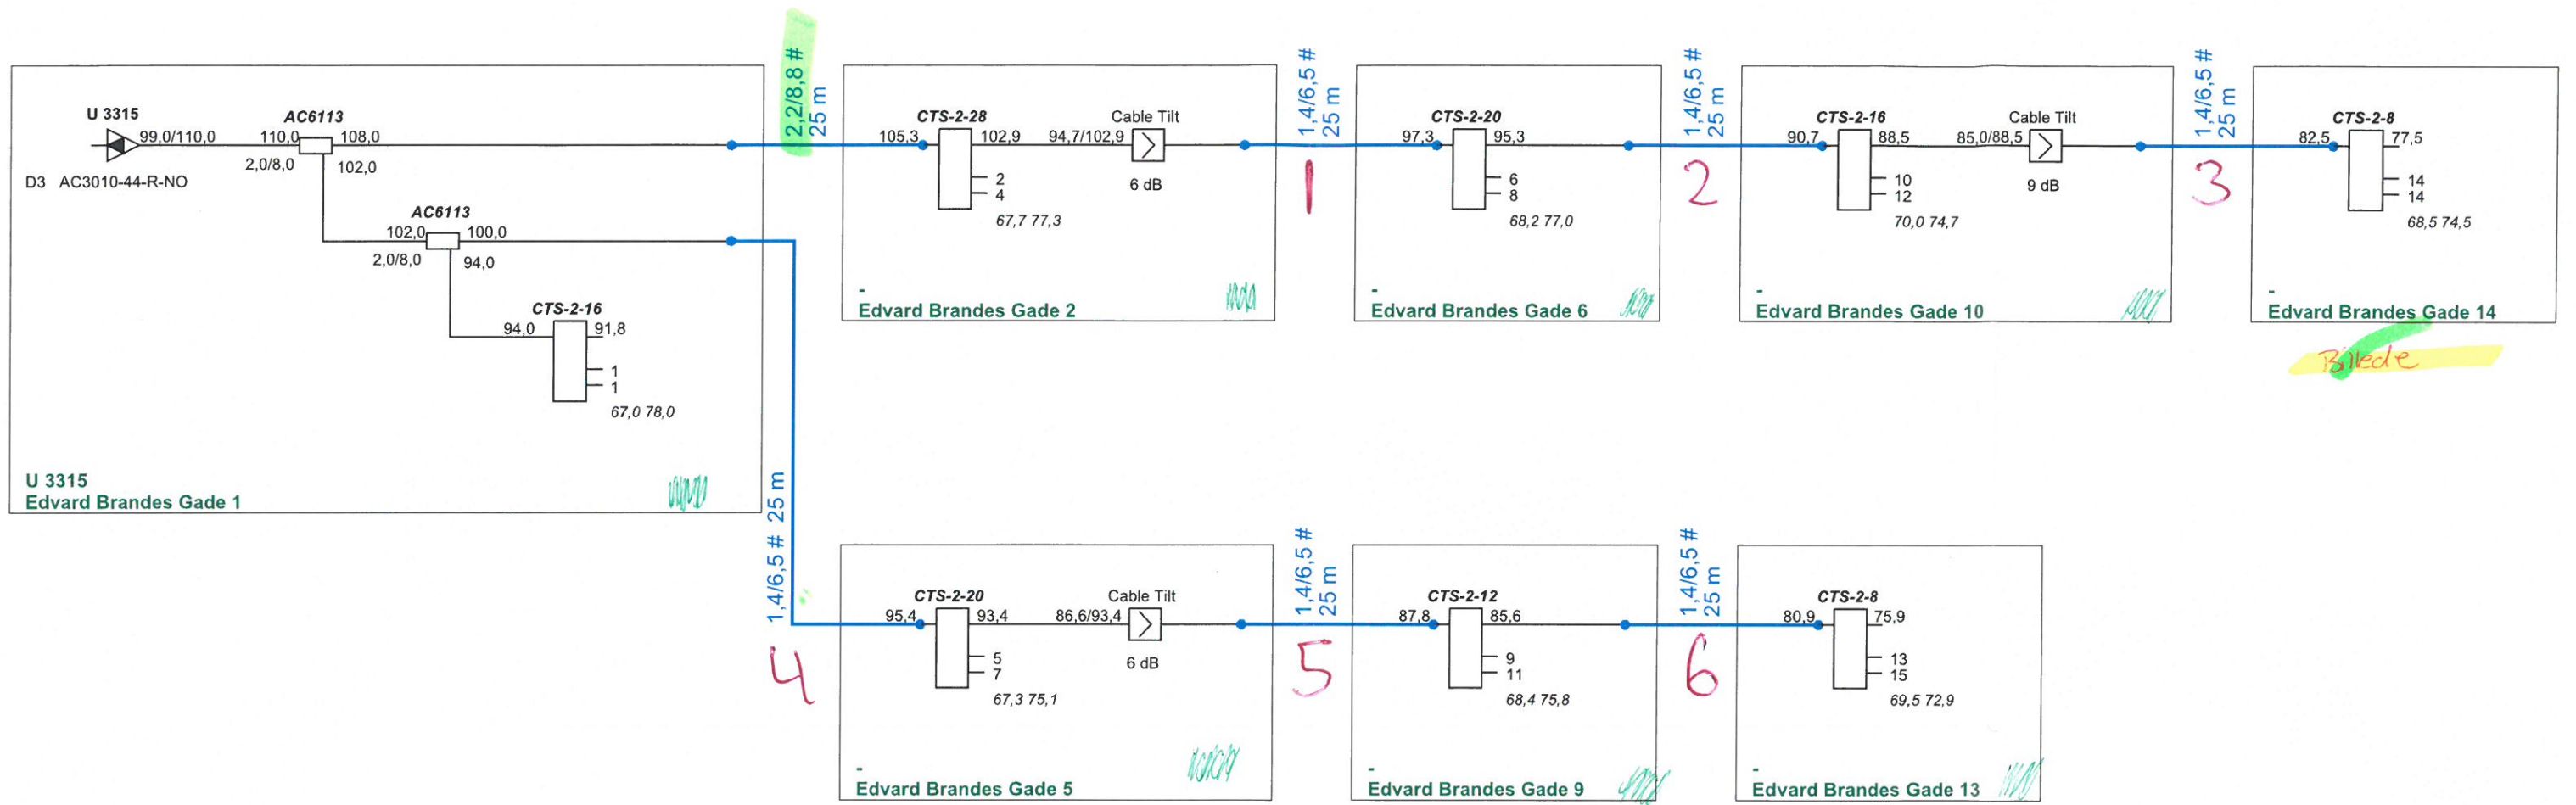 U 3315
99,0/110,0
D3 AC3010-44-R-NO
AC6113
110,0 108,0
2,0/8,0 102,0
AC6113
102,0 100,0
2,0/8,0 94,0
CTS-2-16
94,0 91,8
1
1
67,0 78,0
U 3315
Edvard Brandes Gade 1
2,2/8,8 #
25 m
CTS-2-28
105,3 102,9
2
4
67,7 77,3
Cable Tilt
94,7/102,9
6 dB
-
Edvard Brandes Gade 2
1,4/6,5 #
25 m
1
CTS-2-20
97,3 95,3
6
8
68,2 77,0
-
Edvard Brandes Gade 6
1,4/6,5 #
25 m
2
CTS-2-16
90,7 88,5
10
12
70,0 74,7
Cable Tilt
85,0/88,5
9 dB
-
Edvard Brandes Gade 10
1,4/6,5 #
25 m
3
CTS-2-8
82,5 77,5
14
14
68,5 74,5
-
Edvard Brandes Gade 14
Billede
1,4/6,5 # 25 m
4
CTS-2-20
95,4 93,4
5
7
67,3 75,1
Cable Tilt
86,6/93,4
6 dB
-
Edvard Brandes Gade 5
1,4/6,5 #
25 m
5
CTS-2-12
87,8 85,6
9
11
68,4 75,8
-
Edvard Brandes Gade 9
1,4/6,5 #
25 m
6
CTS-2-8
80,9 75,9
13
15
69,5 72,9
-
Edvard Brandes Gade 13